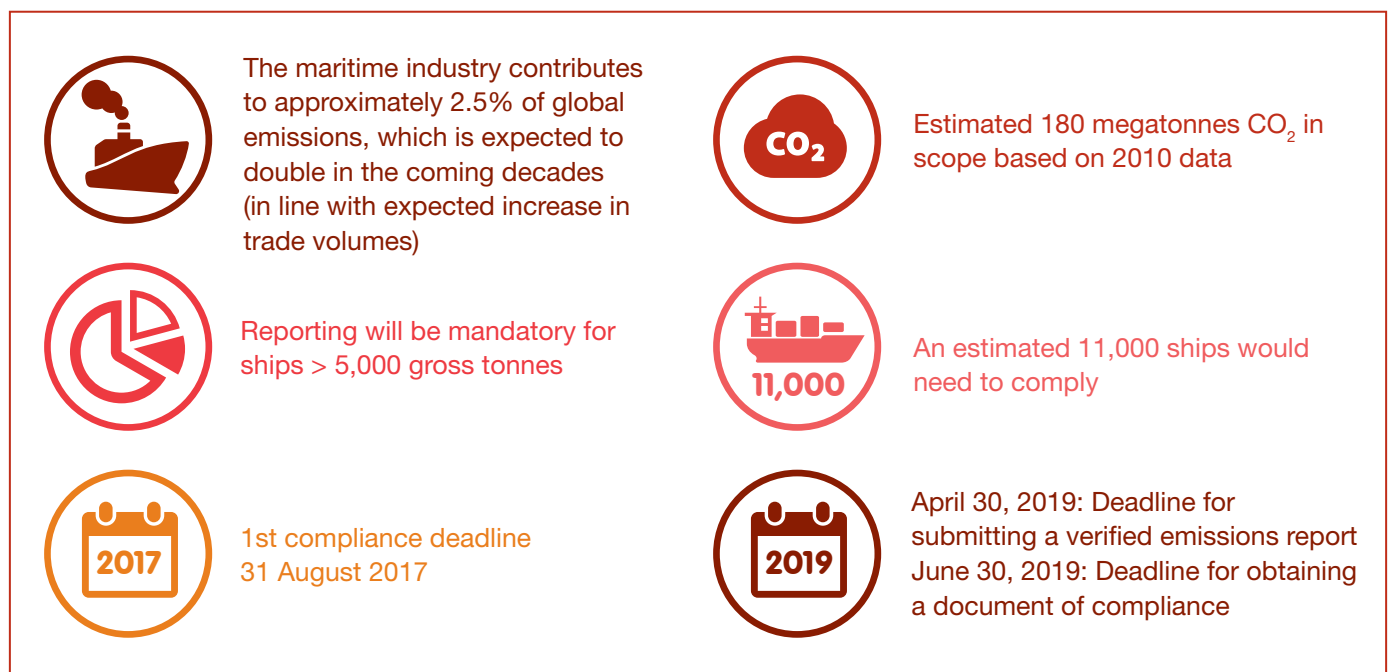 The maritime industry contributes
to approximately 2.5% of global
emissions, which is expected to
double in the coming decades
(in line with expected increase in
trade volumes)
CO₂
Estimated 180 megatonnes CO₂ in
scope based on 2010 data
Reporting will be mandatory for
ships > 5,000 gross tonnes
11,000
An estimated 11,000 ships would
need to comply
2017
1st compliance deadline
31 August 2017
2019
April 30, 2019: Deadline for
submitting a verified emissions report
June 30, 2019: Deadline for obtaining
a document of compliance